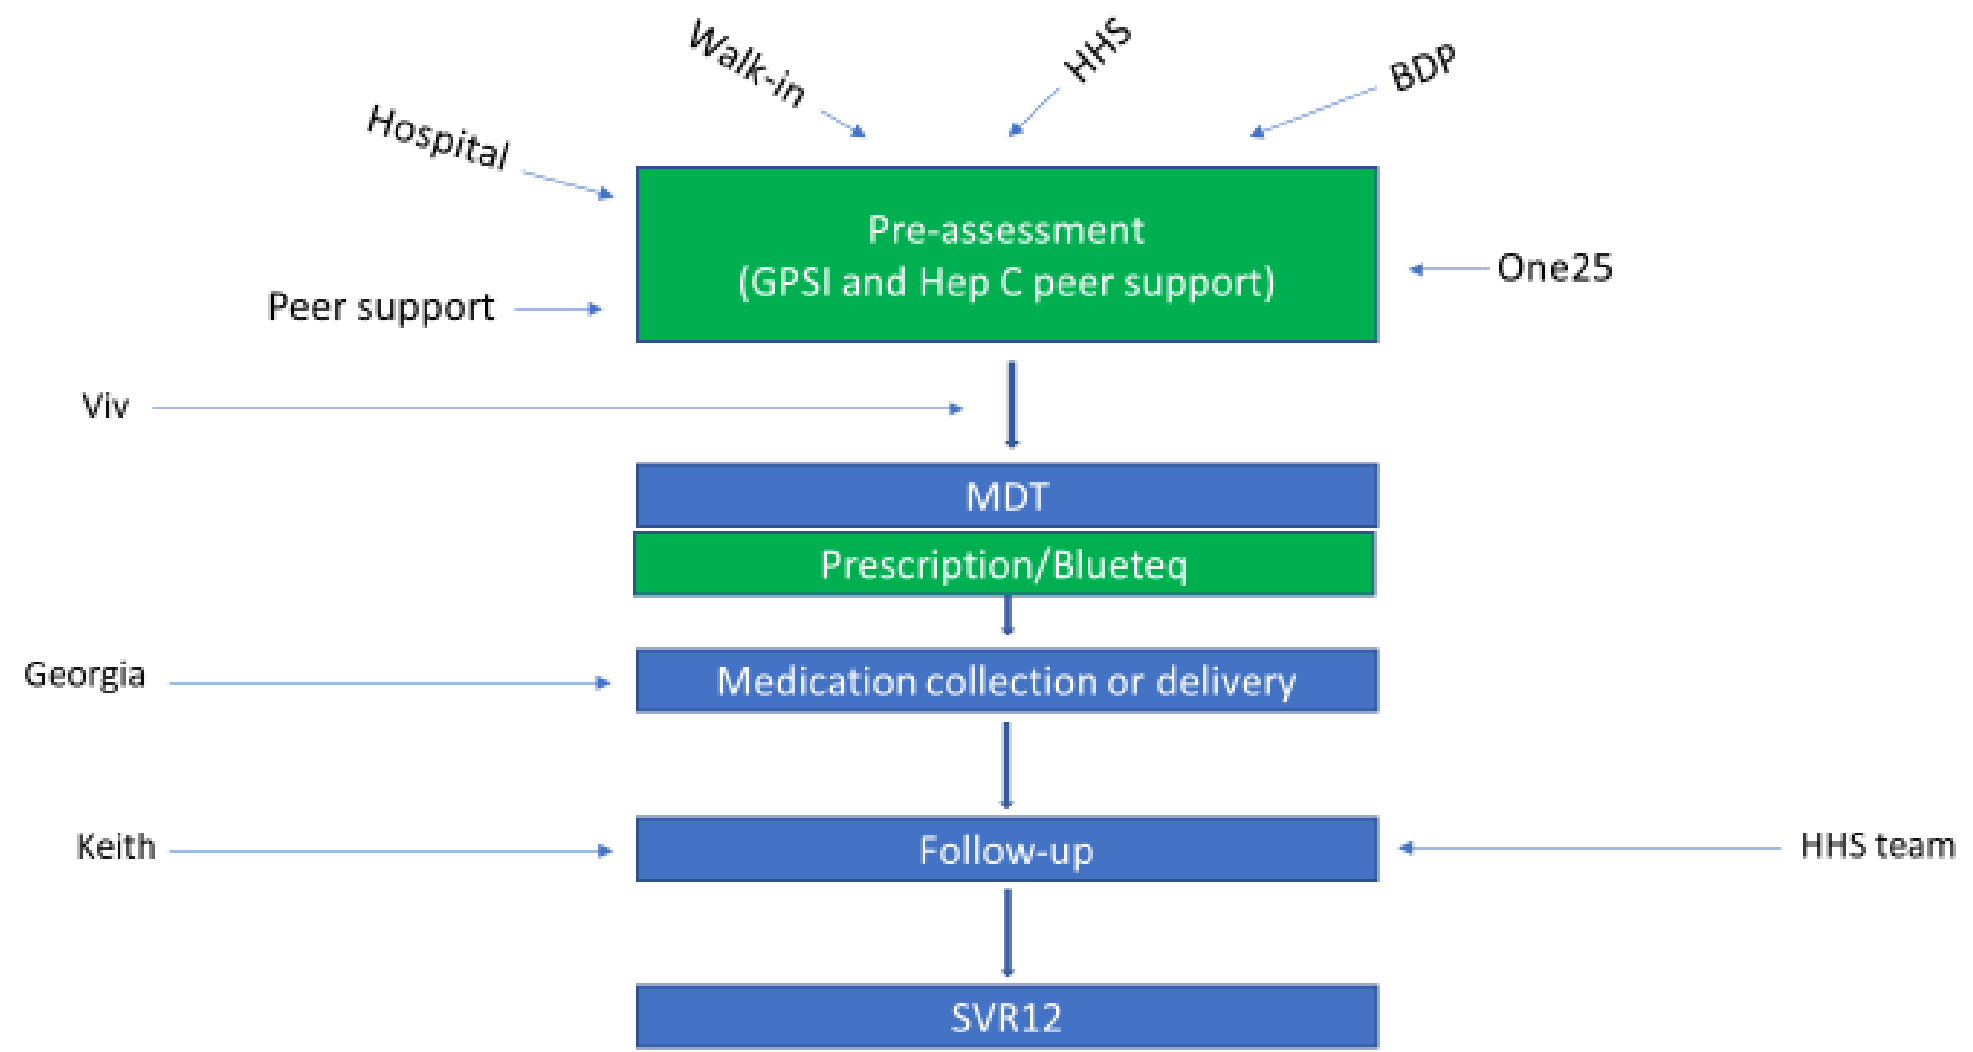 Walk-in
HHS
BDP
Hospital
Pre-assessment
(GPSI and Hep C peer support)
One25
Peer support
Viv
MDT
Prescription/Blueteq
Georgia
Medication collection or delivery
Keith
Follow-up
HHS team
SVR12